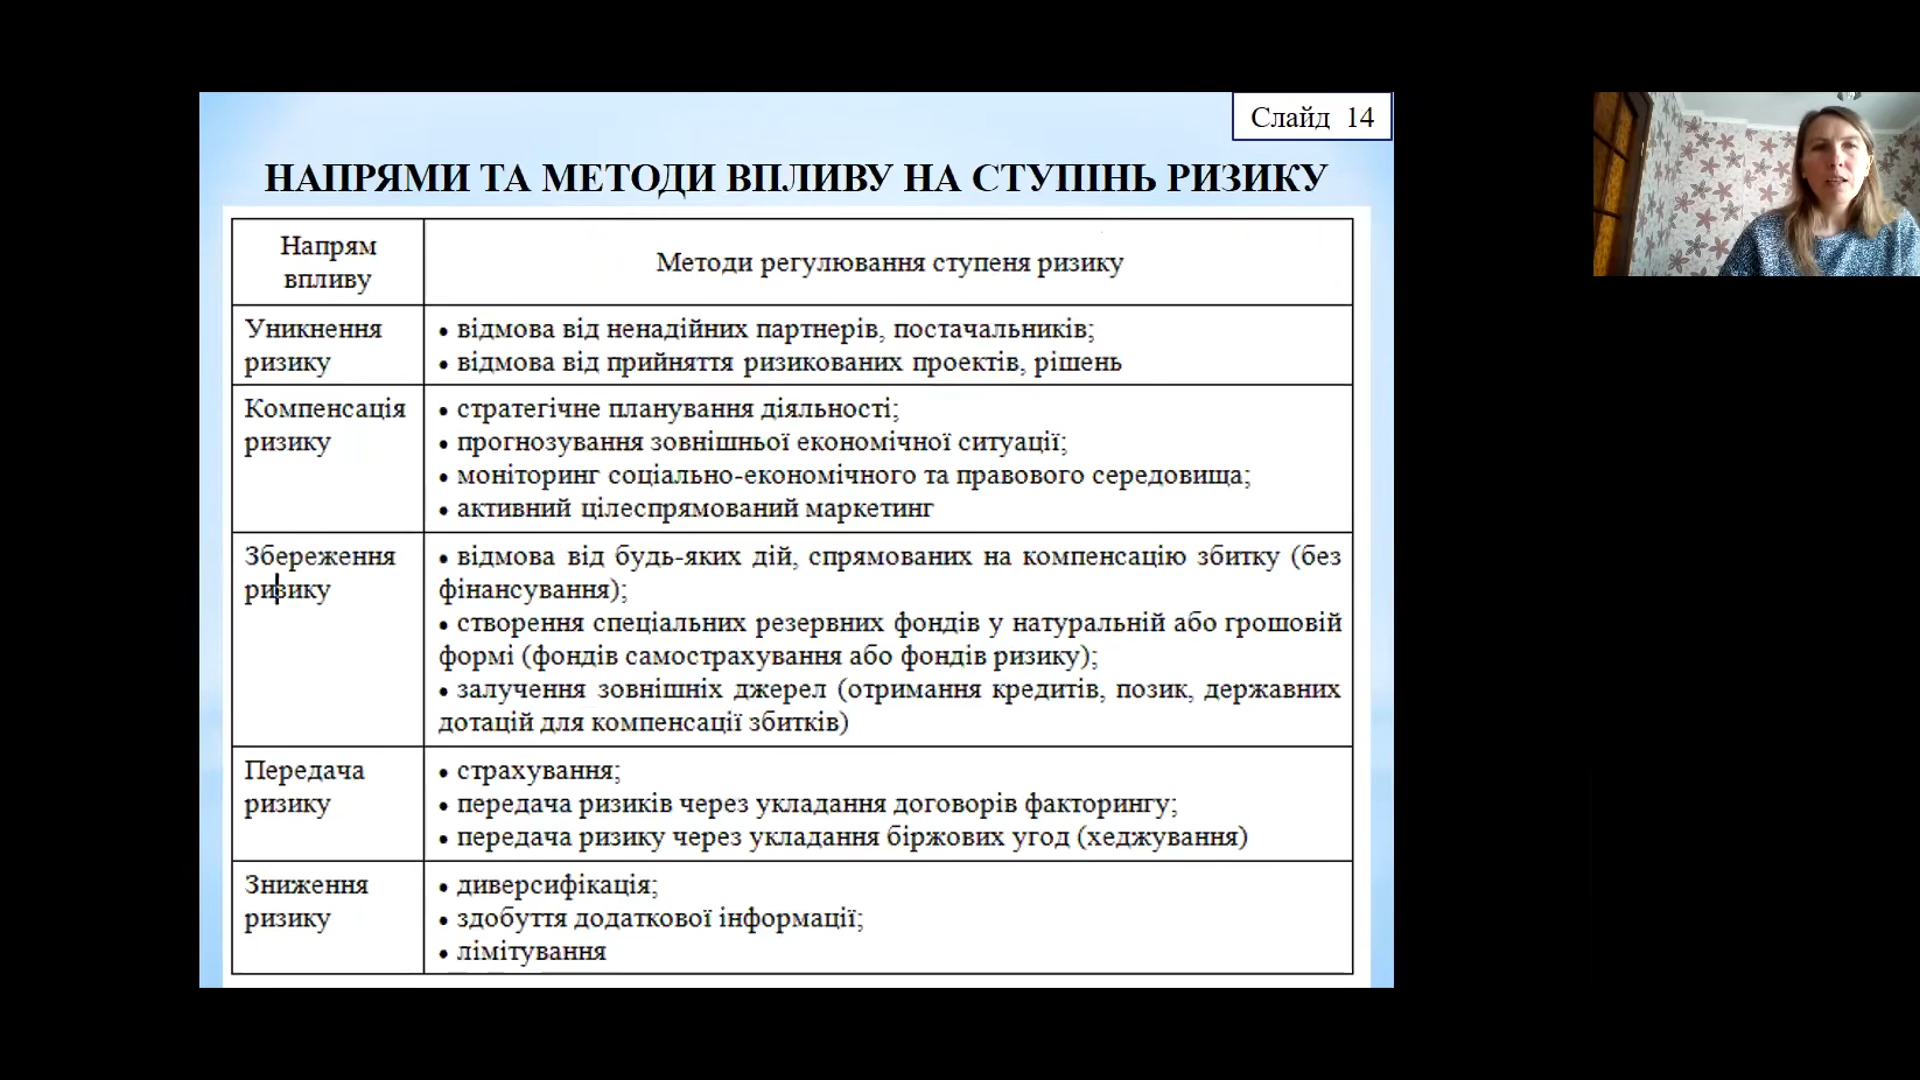 Слайд 14
НАПРЯМИ ТА МЕТОДИ ВПЛИВУ НА СТУПІНЬ РИЗИКУ
Напрям
впливу
Методи регулювання ступеня ризику
Уникнення
ризику
• відмова від ненадійних партнерів, постачальників;
• відмова від прийняття ризикованих проектів, рішень
Компенсація
ризику
• стратегічне планування діяльності;
• прогнозування зовнішньої економічної ситуації;
• моніторинг соціально-економічного та правового середовища;
• активний цілеспрямований маркетинг
Збереження
ризику
• відмова від будь-яких дій, спрямованих на компенсацію збитку (без
фінансування);
• створення спеціальних резервних фондів у натуральній або грошовій
формі (фондів самострахування або фондів ризику);
• залучення зовнішніх джерел (отримання кредитів, позик, державних
дотацій для компенсації збитків)
Передача
ризику
• страхування;
• передача ризиків через укладання договорів факторингу;
• передача ризику через укладання біржових угод (хеджування)
Зниження
ризику
• диверсифікація;
• здобуття додаткової інформації;
• лімітування